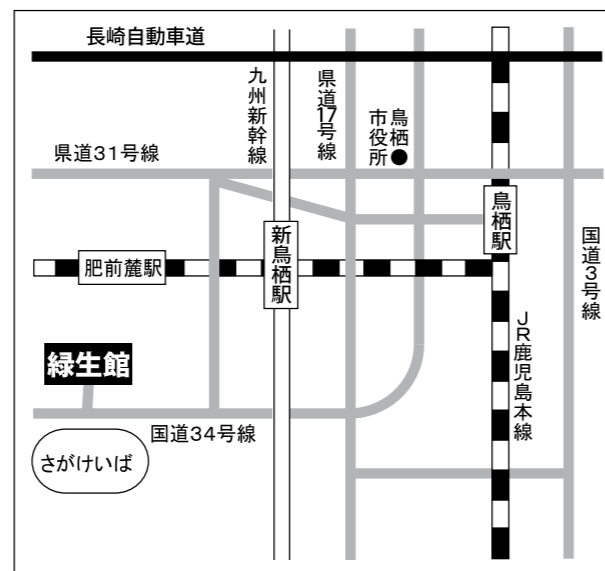 長崎自動車道
九州新幹線
県道17号線
鳥栖
市役所
県道31号線
鳥栖駅
国道3号線
新鳥栖駅
肥前麓駅
JR鹿児島本線
緑生館
国道34号線
さがけいば